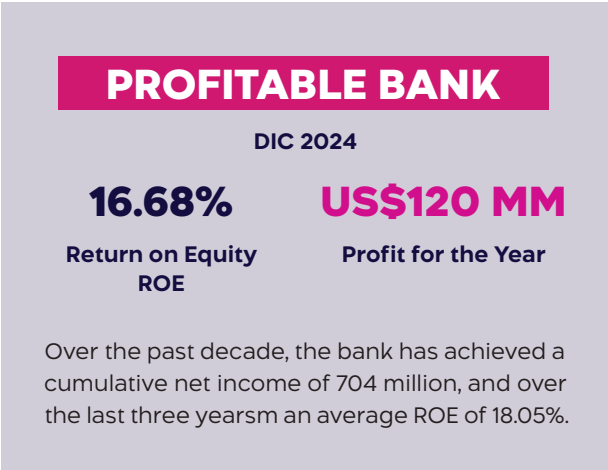 PROFITABLE BANK
DIC 2024
16.68%
Return on Equity
ROE
US$120 MM
Profit for the Year
Over the past decade, the bank has achieved a
cumulative net income of 704 million, and over
the last three yearsm an average ROE of 18.05%.